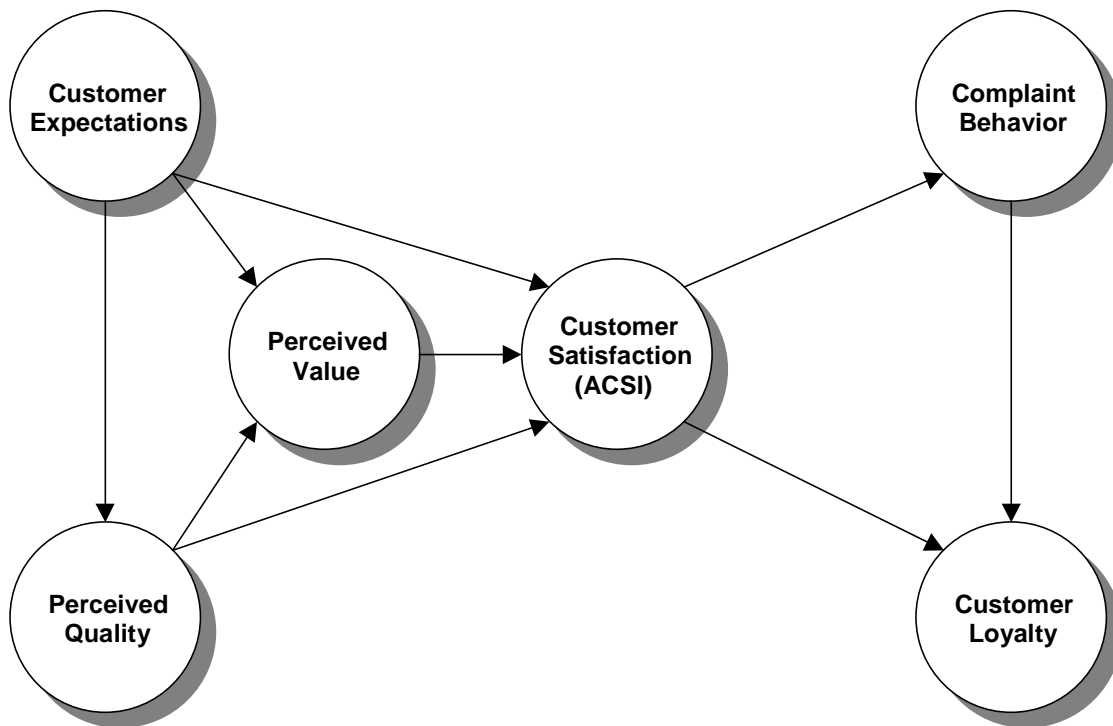 Customer
Expectations
Complaint
Behavior
Perceived
Value
Customer
Satisfaction
(ACSI)
Perceived
Quality
Customer
Loyalty